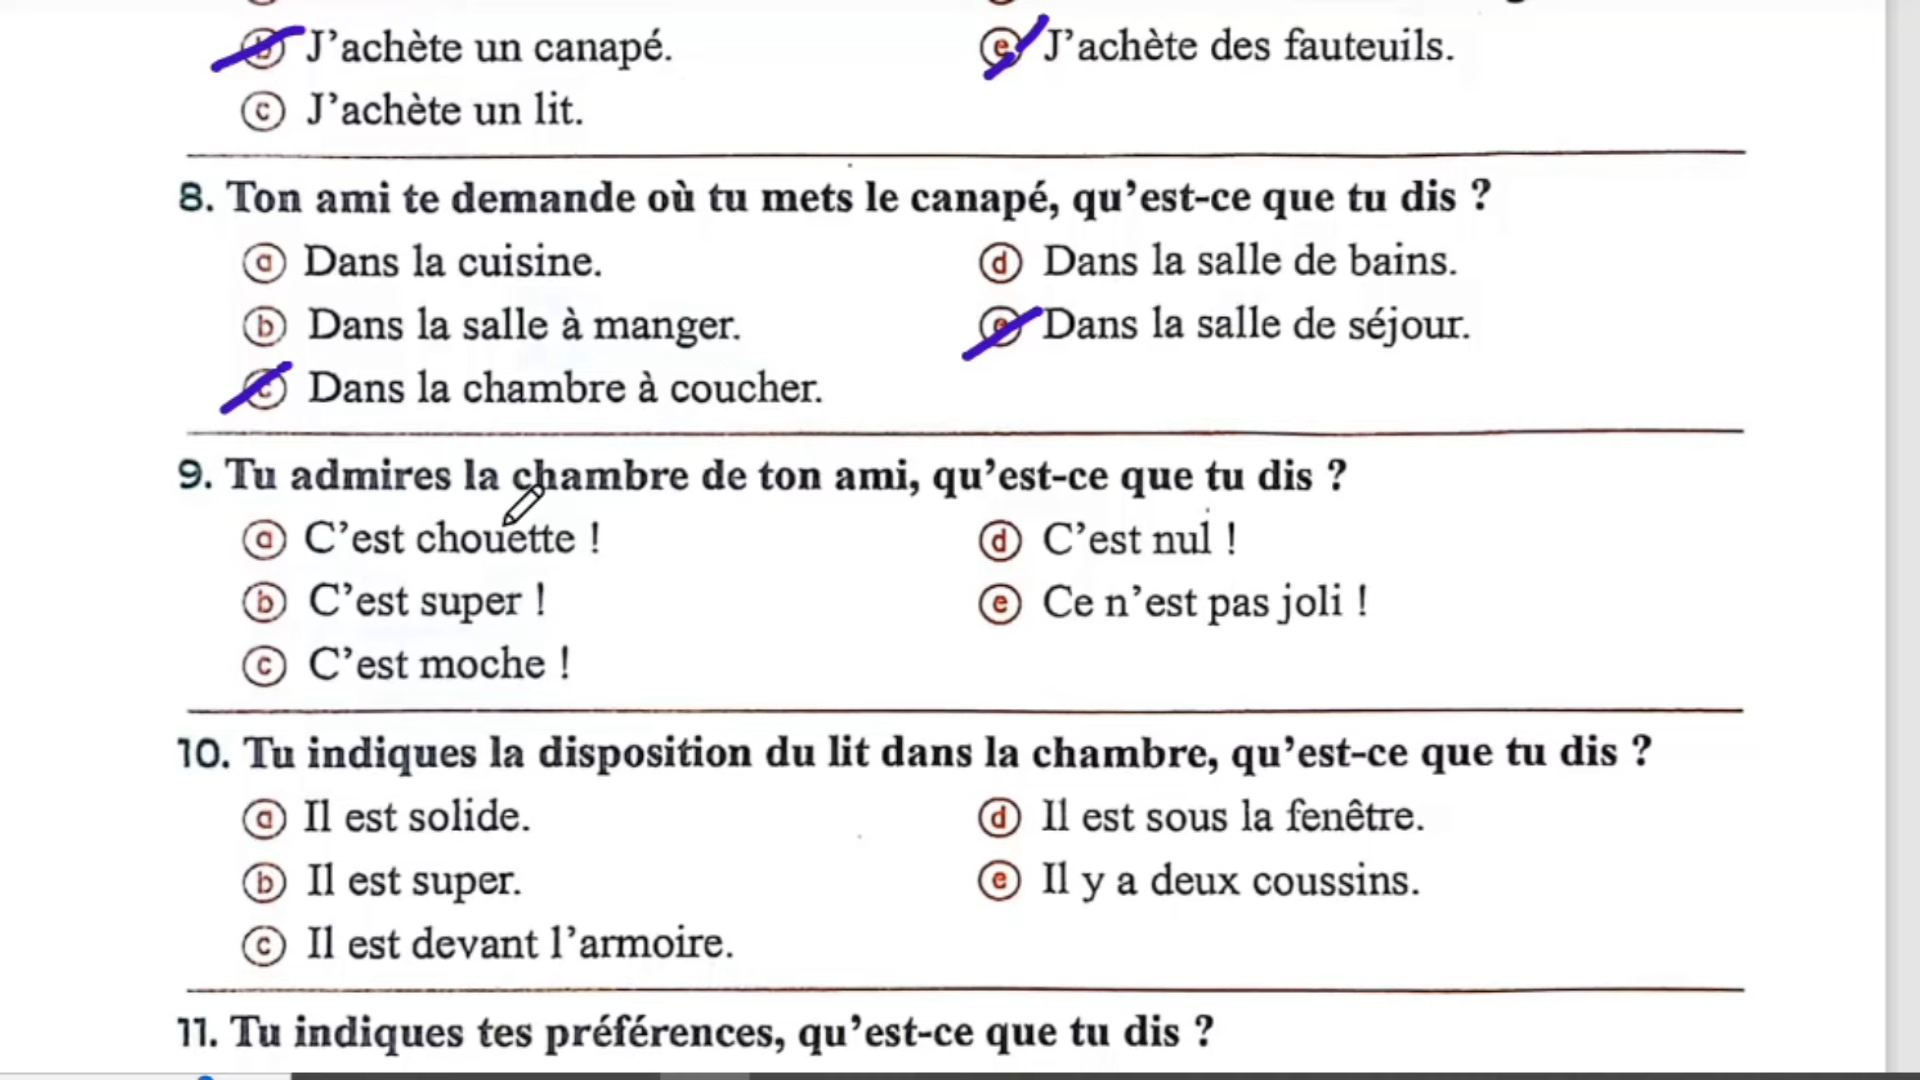 b J'achète un canapé.
e J'achète des fauteuils.
c J'achète un lit.
8. Ton ami te demande où tu mets le canapé, qu'est-ce que tu dis ?
a Dans la cuisine.
d Dans la salle de bains.
b Dans la salle à manger.
e Dans la salle de séjour.
c Dans la chambre à coucher.
9. Tu admires la chambre de ton ami, qu'est-ce que tu dis ?
a C'est chouette !
d C'est nul !
b C'est super !
e Ce n'est pas joli !
c C'est moche !
10. Tu indiques la disposition du lit dans la chambre, qu'est-ce que tu dis ?
a Il est solide.
d Il est sous la fenêtre.
b Il est super.
e Il y a deux coussins.
c Il est devant l'armoire.
11. Tu indiques tes préférences, qu'est-ce que tu dis ?